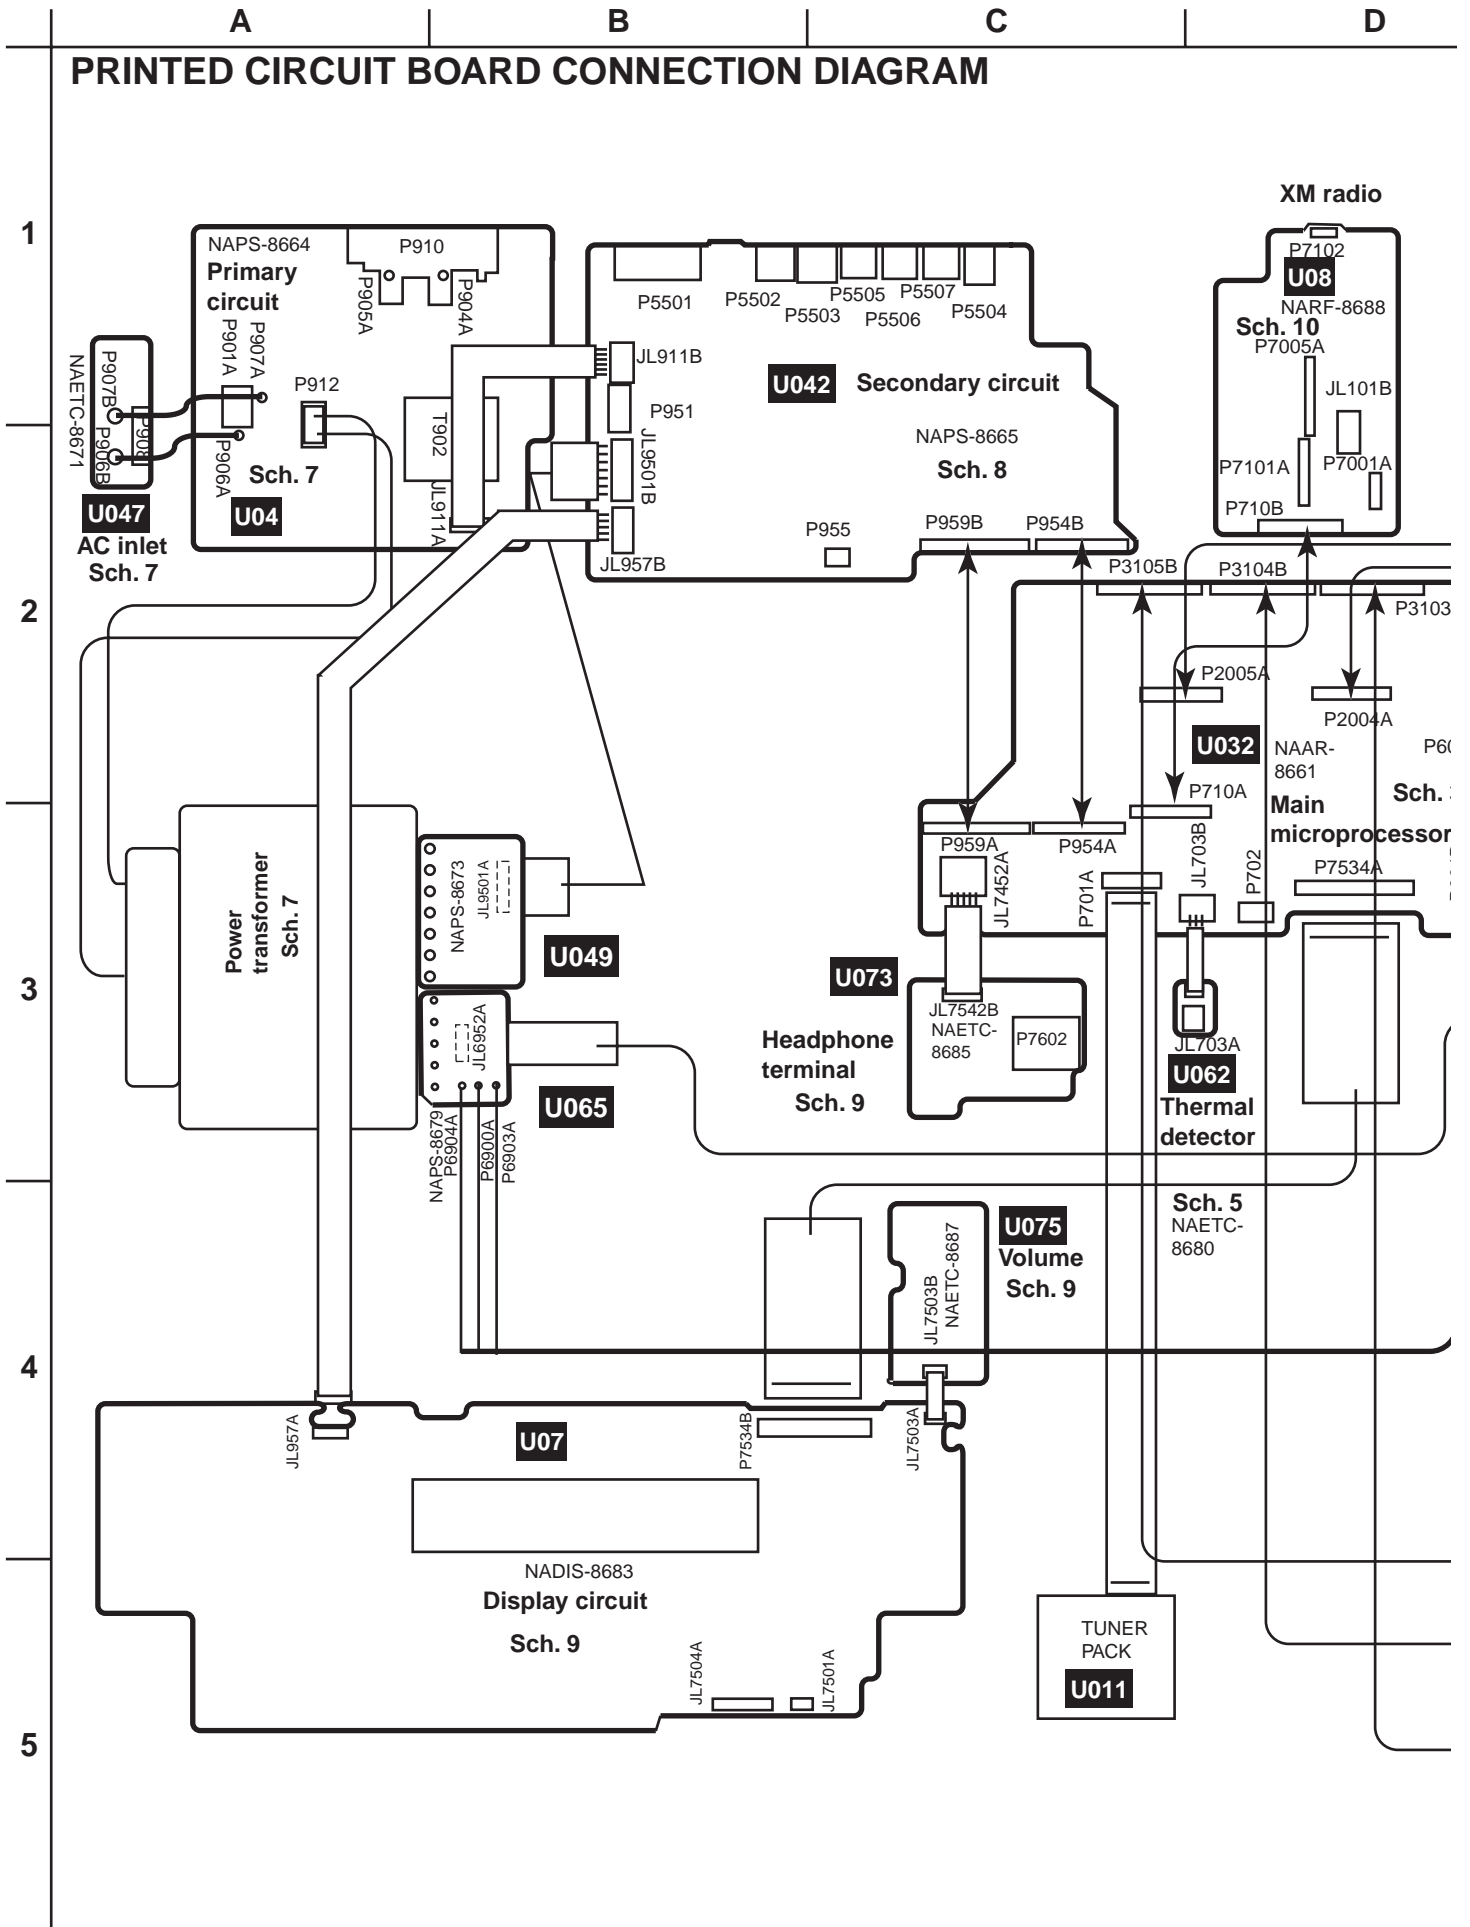 A B C D
PRINTED CIRCUIT BOARD CONNECTION DIAGRAM
1
2
3
4
5
NAPS-8664
Primary
circuit
P910
P905A
P904A
P901A
P907A
P912
P907B
P906B
P906A
NAETC-8671
Sch. 7
U04
U047
AC inlet
Sch. 7
T902
JL911A
P5501
P5502
P5503
P5505
P5506
P5507
P5504
JL911B
P951
JL9501B
JL957B
U042
Secondary circuit
NAPS-8665
Sch. 8
P955
P959B
P954B
XM radio
P7102
U08
NARF-8688
Sch. 10
P7005A
JL101B
P7101A
P7001A
P710B
P3105B
P3104B
P3103
P2005A
P2004A
U032
NAAR-
8661
P60
Sch.
Main
microprocessor
P710A
P959A
P954A
JL7452A
P701A
JL703B
P702
P7534A
Power
transformer
Sch. 7
NAPS-8673
JL9501A
U049
JL6952A
U065
NAPS-8679
P6904A
P6900A
P6903A
U073
Headphone
terminal
Sch. 9
JL7542B
NAETC-
8685
P7602
JL703A
U062
Thermal
detector
Sch. 5
NAETC-
8680
JL7503B
NAETC-8687
U075
Volume
Sch. 9
JL957A
U07
P7534B
JL7503A
NADIS-8683
Display circuit
Sch. 9
JL7504A
JL7501A
TUNER
PACK
U011